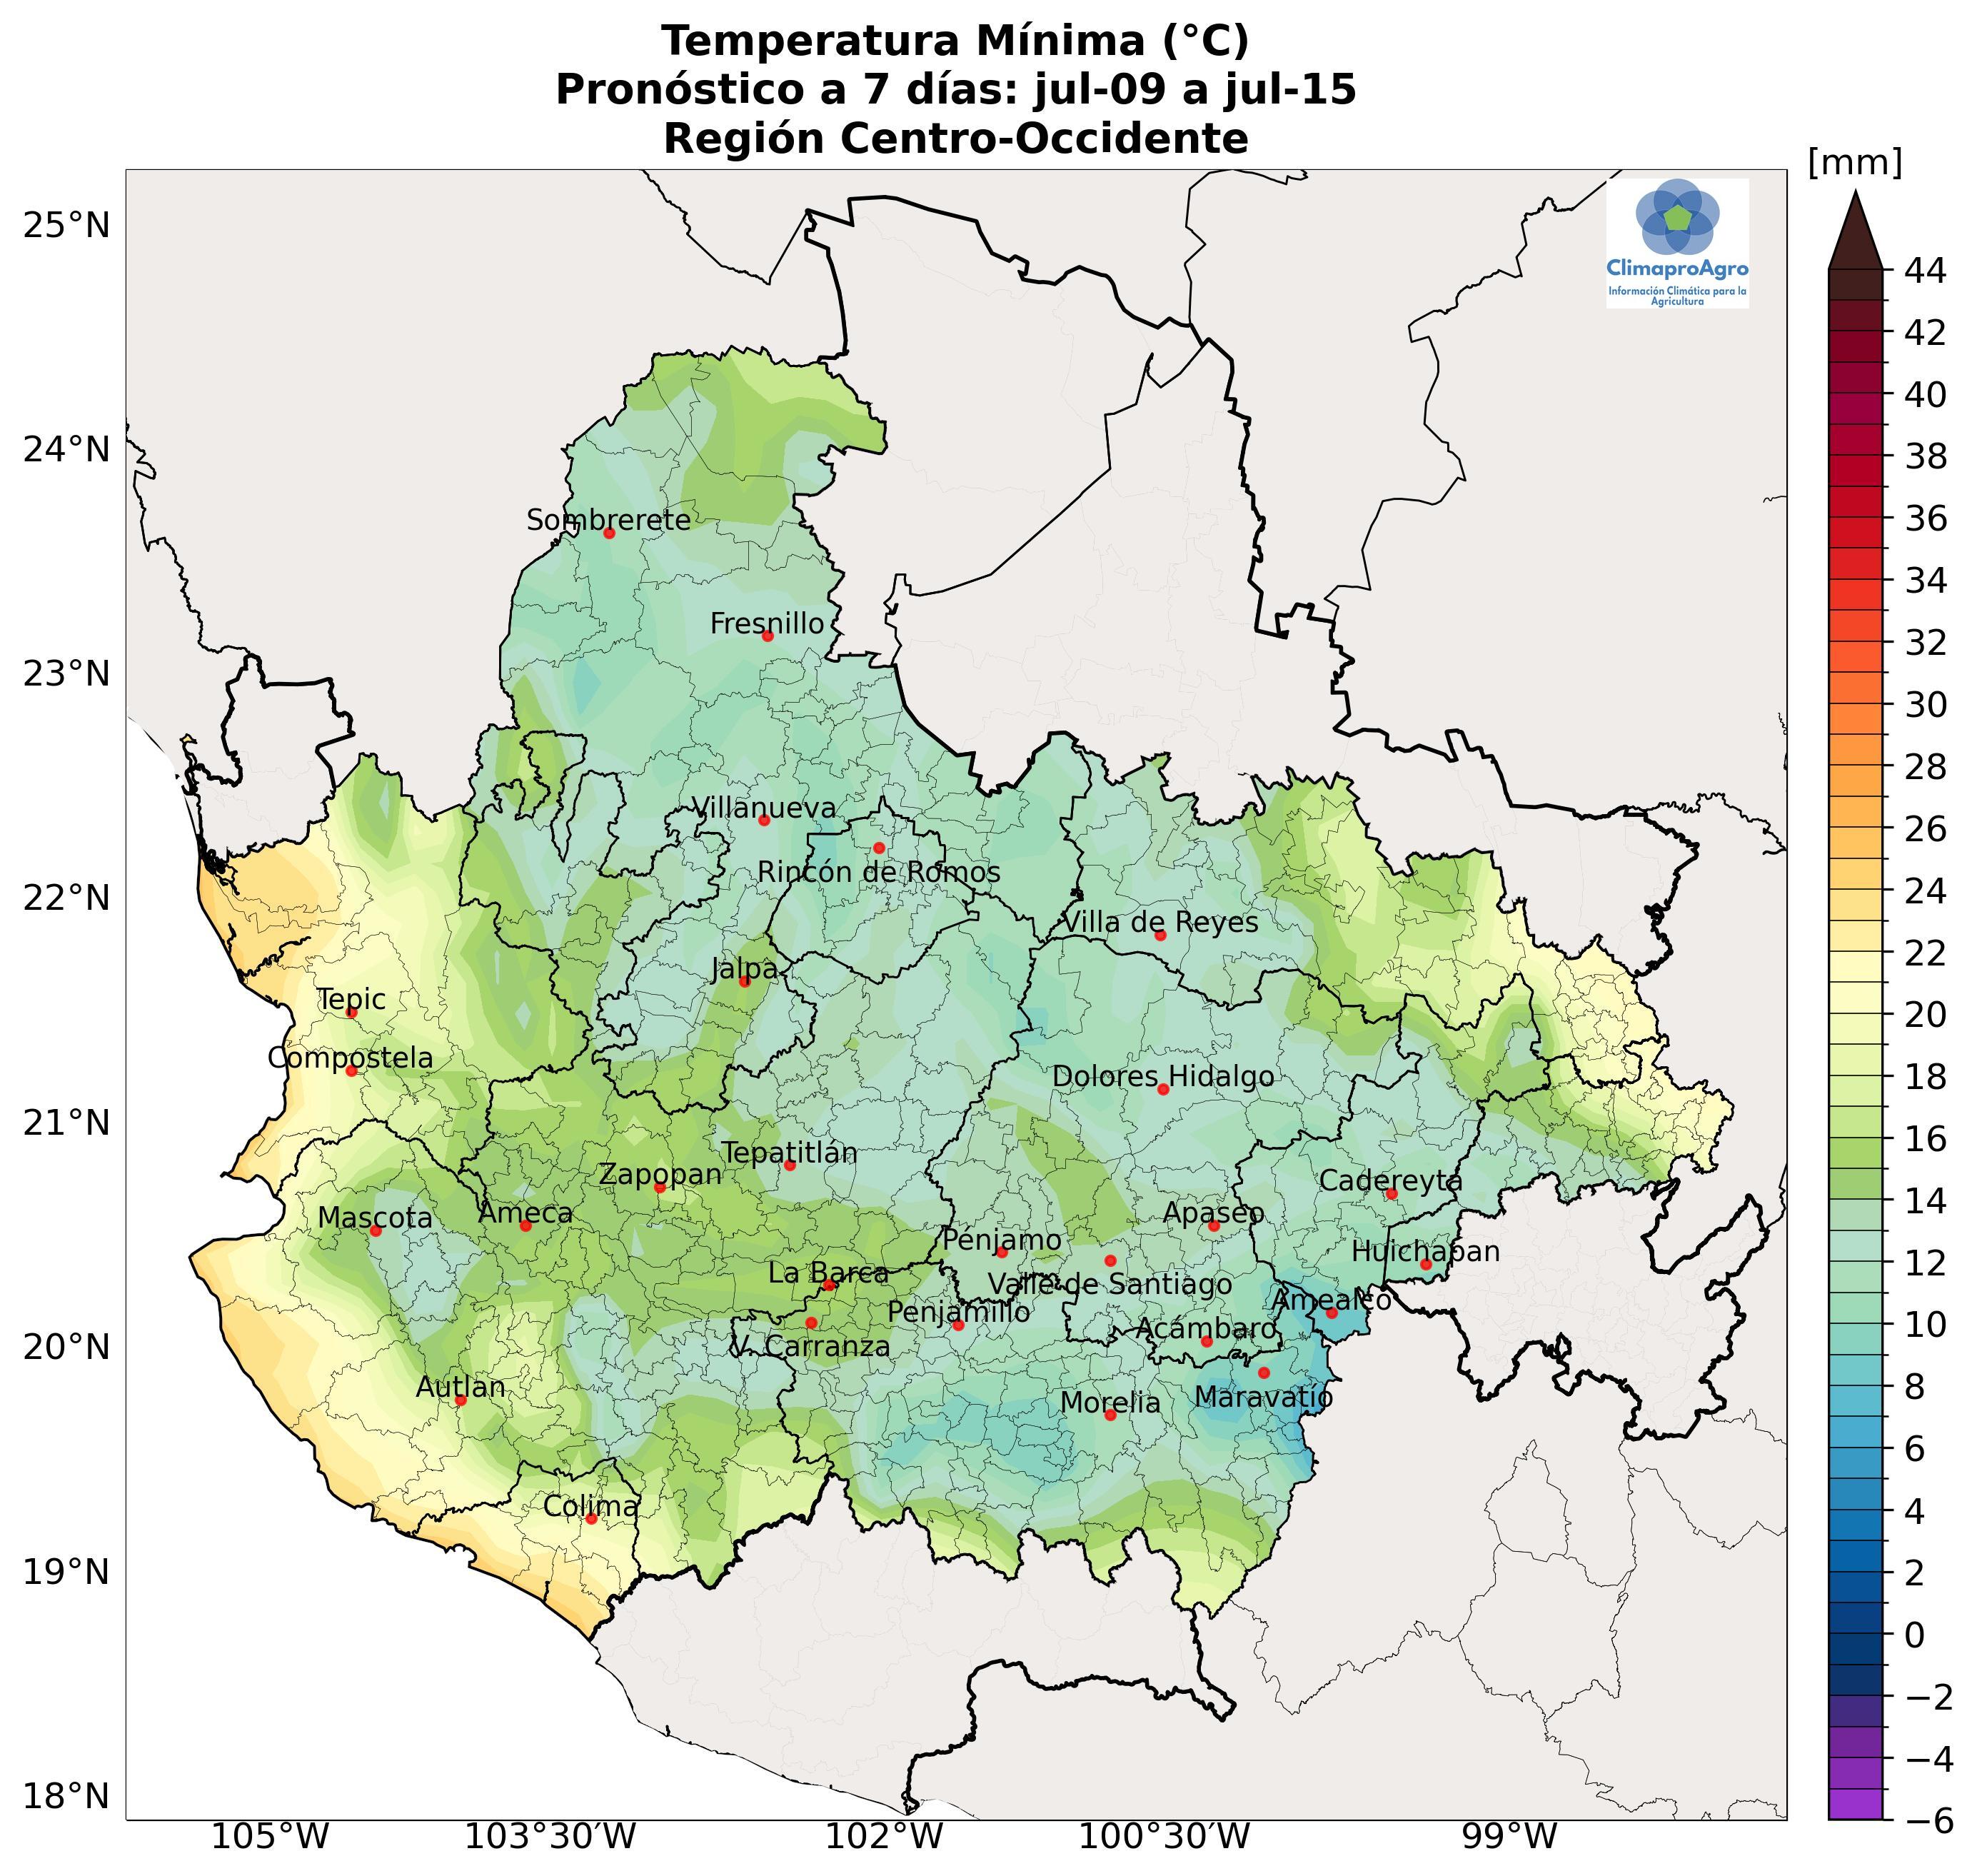 Temperatura Mínima (°C)
Pronóstico a 7 días: jul-09 a jul-15
Región Centro-Occidente
[mm]
25°N
24°N
23°N
22°N
21°N
20°N
19°N
18°N
ClimaproAgro
Información Climática para la
Agricultura
Sombrerete
Fresnillo
Villanueva
Rincón de Romos
Villa de Reyes
Jalpa
Tepic
Compostela
Dolores Hidalgo
Tepatitlán
Zapopan
Cadereyta
Mascota
Ameca
Apaseo
Pénjamo
Huichapan
La Barca
Valle de Santiago
Amealco
Penjamillo
Acámbaro
V. Carranza
Autlan
Maravatío
Morelia
Colima
105°W
103°30'W
102°W
100°30'W
99°W
44
42
40
38
36
34
32
30
28
26
24
22
20
18
16
14
12
10
8
6
4
2
0
−2
−4
−6